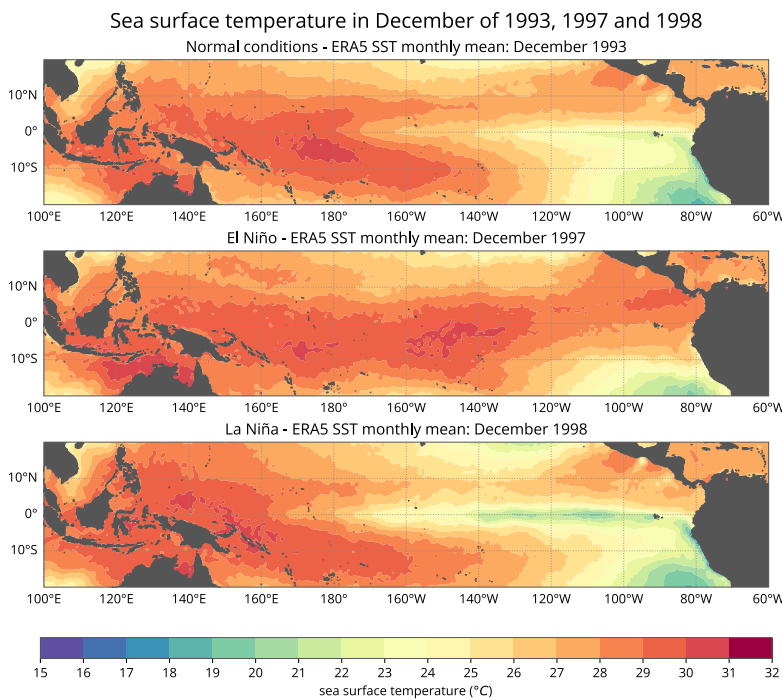 Sea surface temperature in December of 1993, 1997 and 1998
Normal conditions - ERA5 SST monthly mean: December 1993
10°N
0°
10°S
100°E 120°E 140°E 160°E 180° 160°W 140°W 120°W 100°W 80°W 60°W
El Niño - ERA5 SST monthly mean: December 1997
10°N
0°
10°S
100°E 120°E 140°E 160°E 180° 160°W 140°W 120°W 100°W 80°W 60°W
La Niña - ERA5 SST monthly mean: December 1998
10°N
0°
10°S
100°E 120°E 140°E 160°E 180° 160°W 140°W 120°W 100°W 80°W 60°W
15 16 17 18 19 20 21 22 23 24 25 26 27 28 29 30 31 32
sea surface temperature (°C)